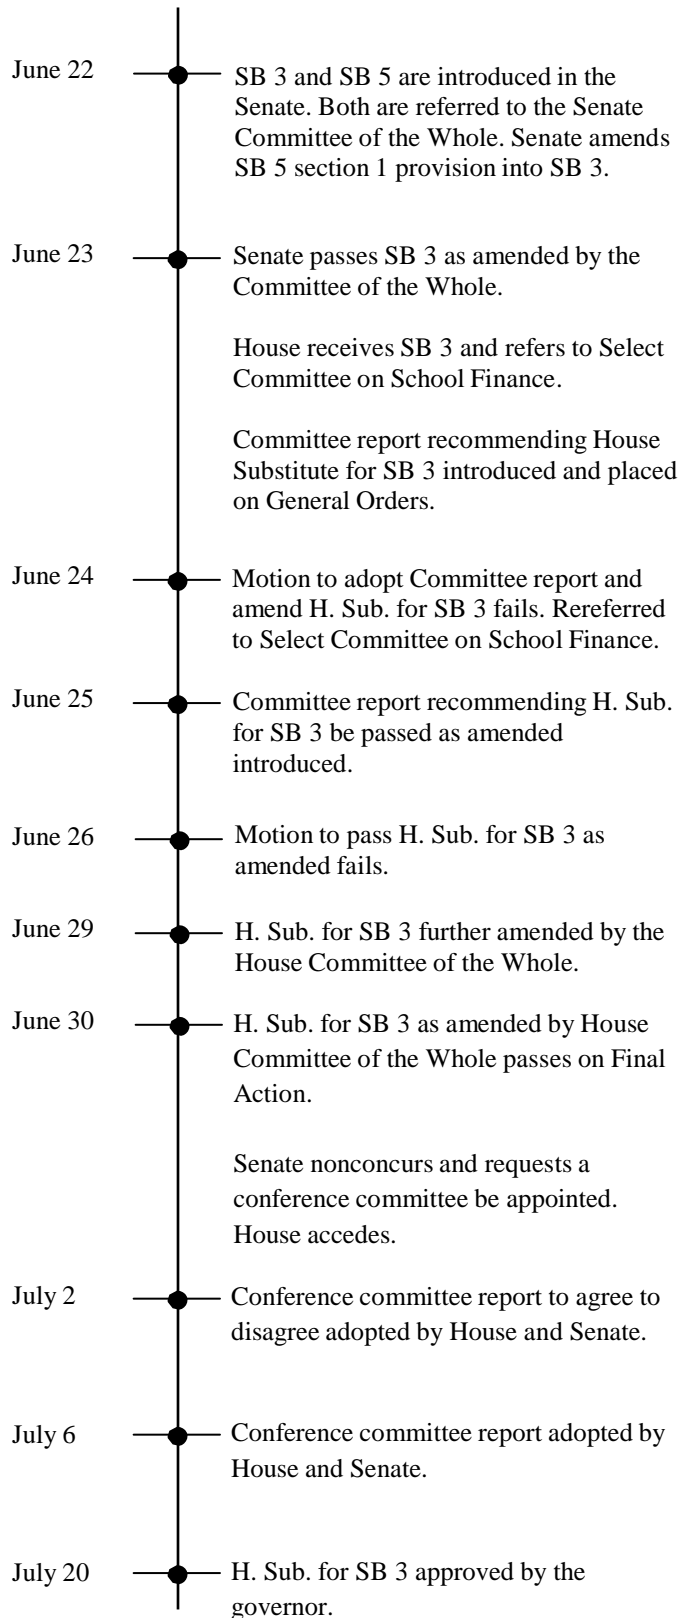 June 22
SB 3 and SB 5 are introduced in the
Senate. Both are referred to the Senate
Committee of the Whole. Senate amends
SB 5 section 1 provision into SB 3.
June 23
Senate passes SB 3 as amended by the
Committee of the Whole.
House receives SB 3 and refers to Select
Committee on School Finance.
Committee report recommending House
Substitute for SB 3 introduced and placed
on General Orders.
June 24
Motion to adopt Committee report and
amend H. Sub. for SB 3 fails. Rereferred
to Select Committee on School Finance.
June 25
Committee report recommending H. Sub.
for SB 3 be passed as amended
introduced.
June 26
Motion to pass H. Sub. for SB 3 as
amended fails.
June 29
H. Sub. for SB 3 further amended by the
House Committee of the Whole.
June 30
H. Sub. for SB 3 as amended by House
Committee of the Whole passes on Final
Action.
Senate nonconcurs and requests a
conference committee be appointed.
House accedes.
July 2
Conference committee report to agree to
disagree adopted by House and Senate.
July 6
Conference committee report adopted by
House and Senate.
July 20
H. Sub. for SB 3 approved by the
governor.